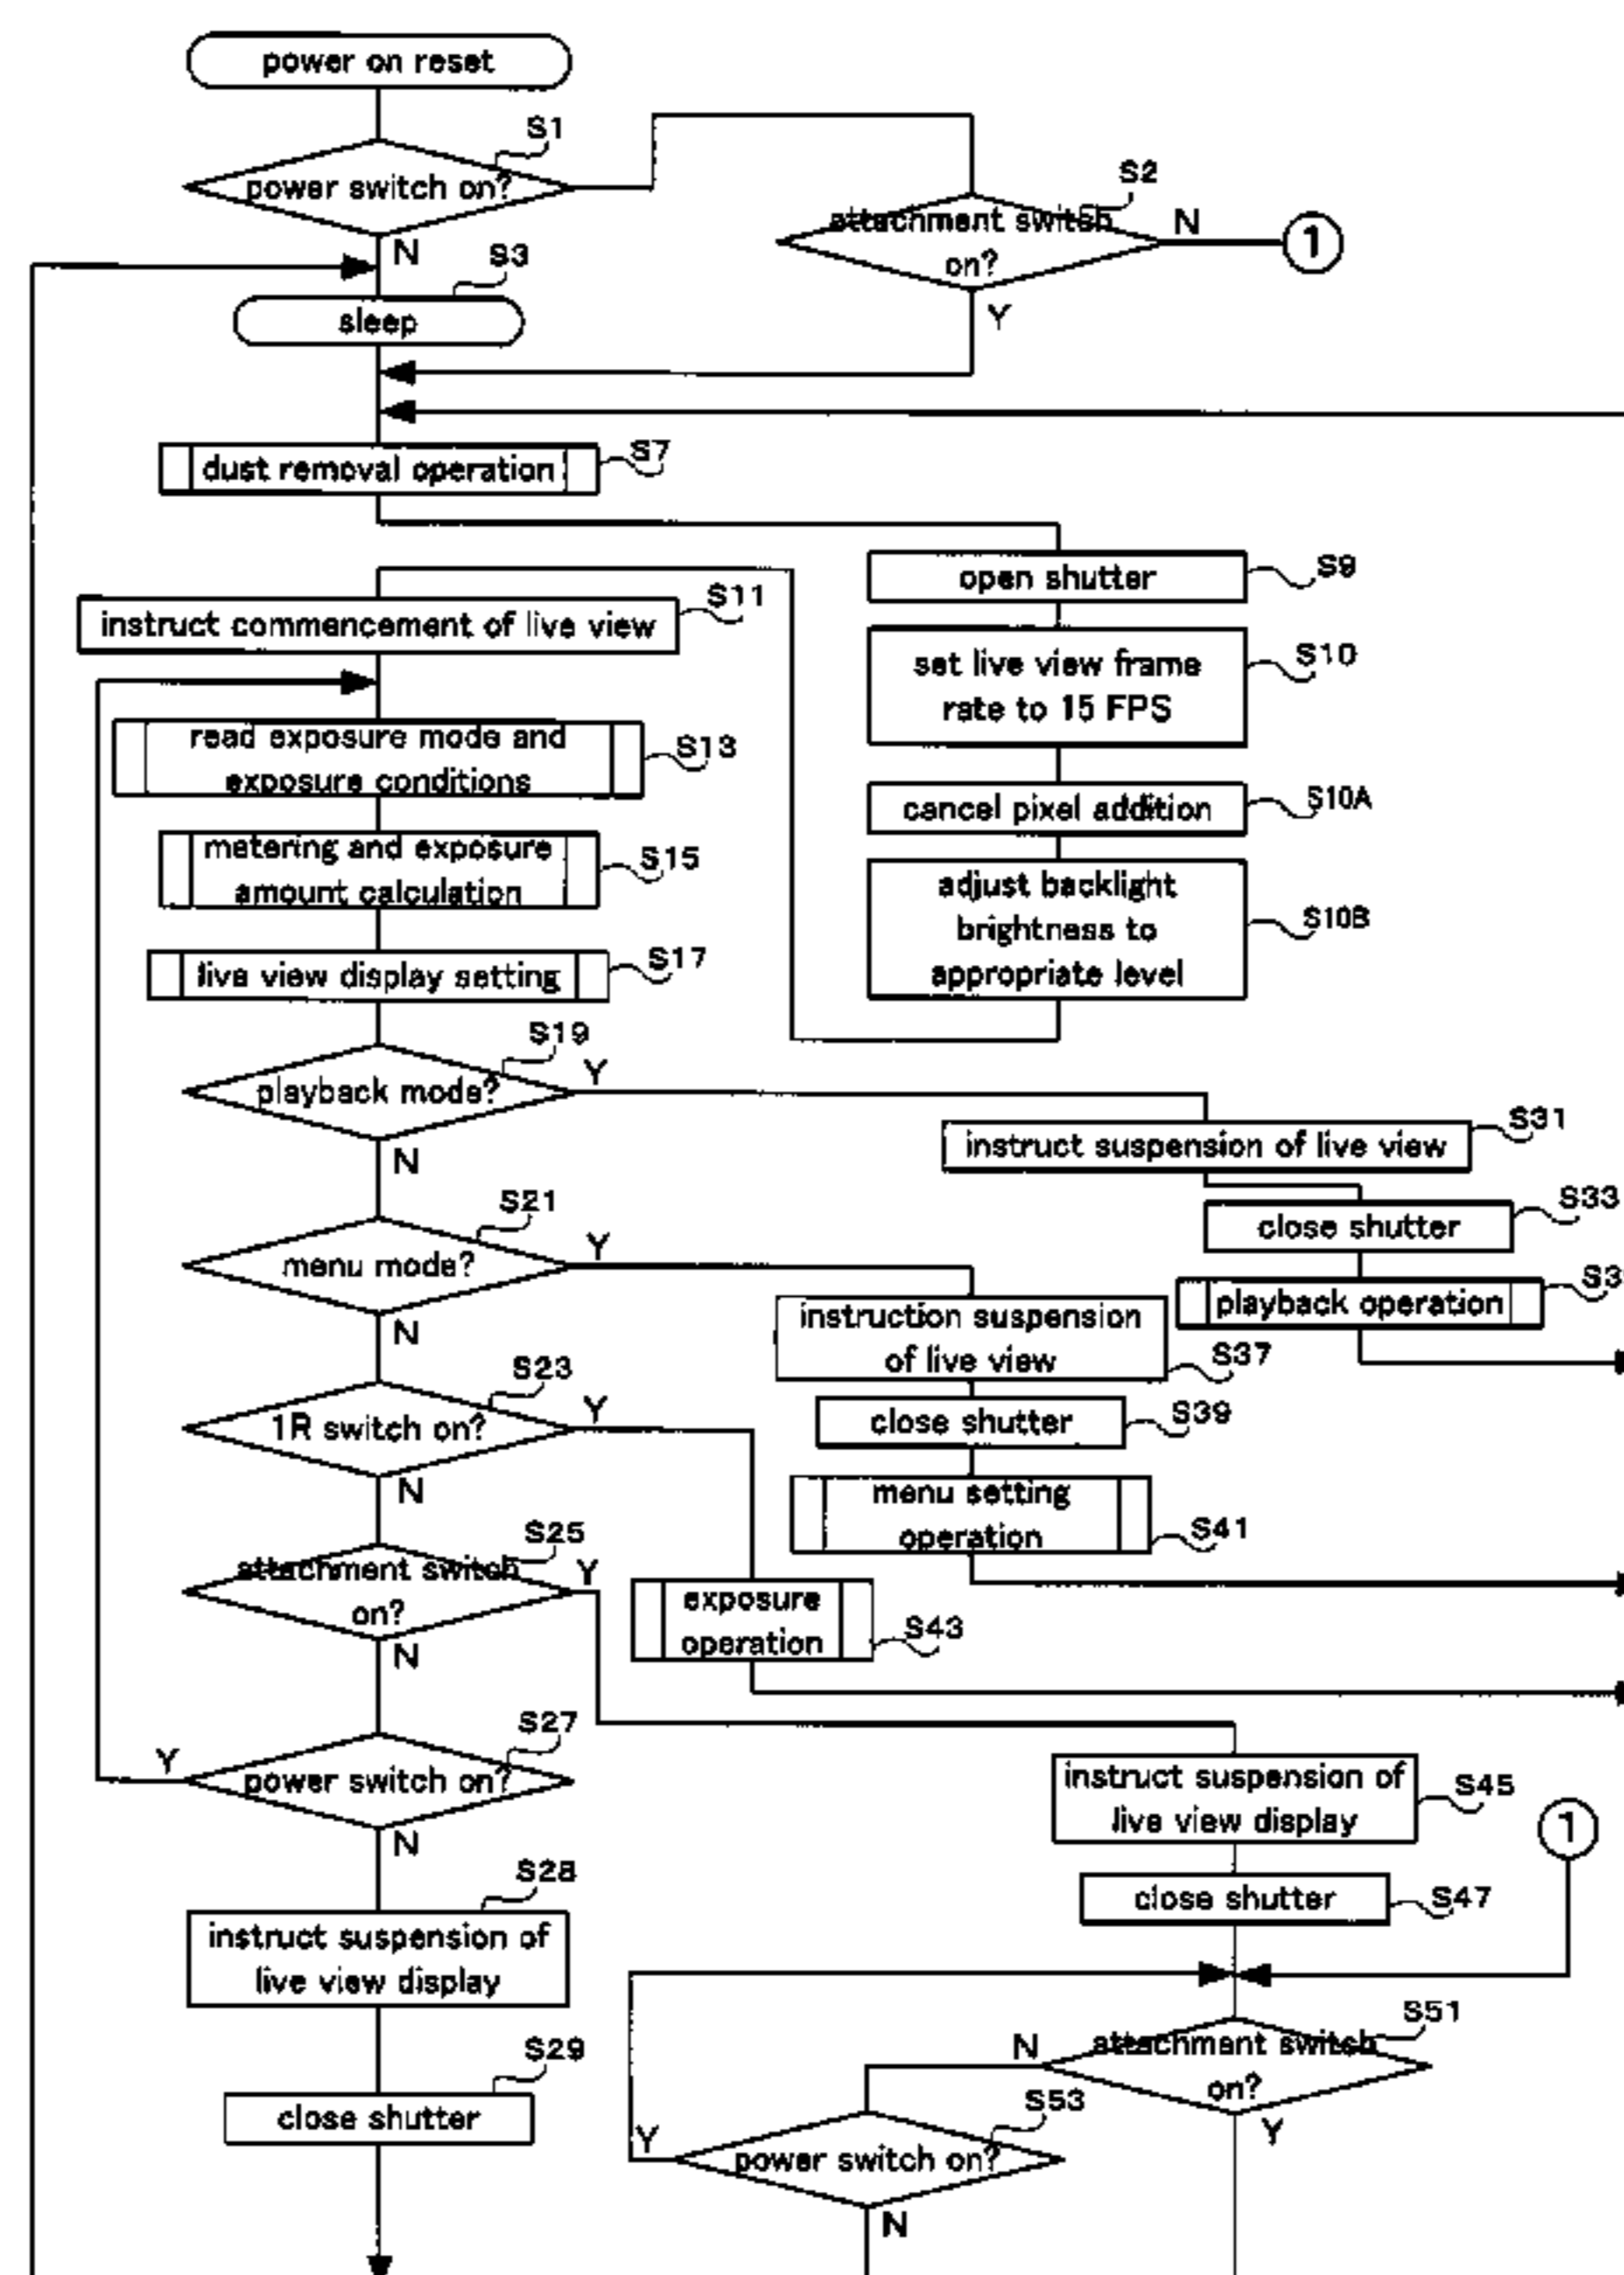 power on reset
S1
power switch on?
N
S2
attachment switch
on?
N
1
Y
S3
sleep
dust removal operation
S7
open shutter
S9
set live view frame
rate to 15 FPS
S10
cancel pixel addition
S10A
adjust backlight
brightness to
appropriate level
S10B
instruct commencement of live view
S11
read exposure mode and
exposure conditions
S13
metering and exposure
amount calculation
S15
live view display setting
S17
S19
playback mode?
Y
N
instruct suspension of live view
S31
close shutter
S33
playback operation
S3
S21
menu mode?
Y
N
instruction suspension
of live view
S37
close shutter
S39
menu setting
operation
S41
S23
1R switch on?
Y
N
exposure
operation
S43
S25
attachment switch
on?
Y
N
S27
power switch on?
Y
N
instruct suspension of
live view display
S45
1
close shutter
S47
S28
instruct suspension of
live view display
S29
close shutter
S51
attachment switch
on?
N
Y
S53
power switch on?
Y
N